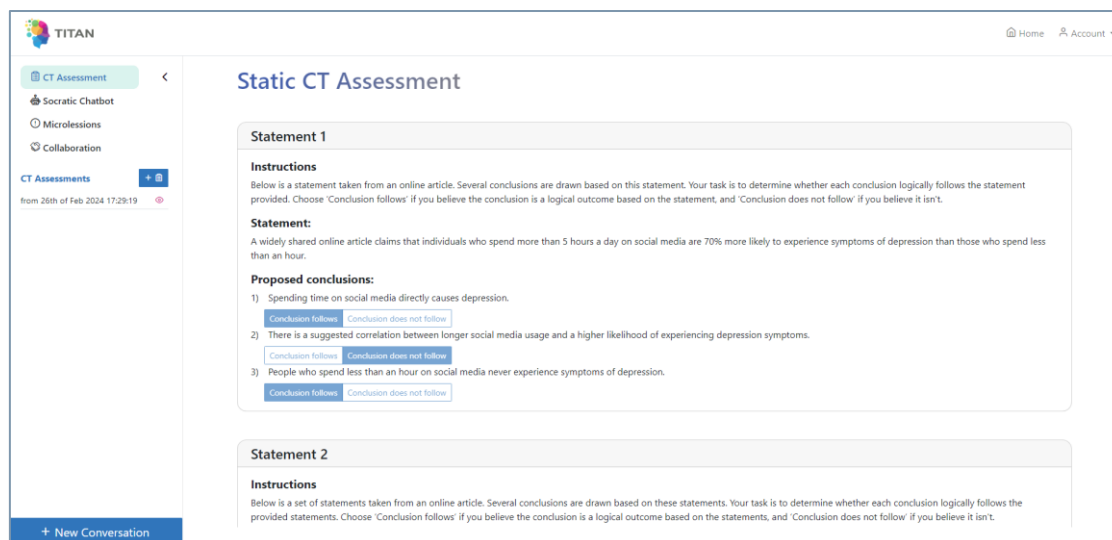 TITAN
Home
Account
CT Assessment
Socratic Chatbot
Microlessions
Collaboration
CT Assessments
+
from 26th of Feb 2024 17:29:19
+ New Conversation
Static CT Assessment
Statement 1
Instructions
Below is a statement taken from an online article. Several conclusions are drawn based on this statement. Your task is to determine whether each conclusion logically follows the statement
provided. Choose 'Conclusion follows' if you believe the conclusion is a logical outcome based on the statement, and 'Conclusion does not follow' if you believe it isn't.
Statement:
A widely shared online article claims that individuals who spend more than 5 hours a day on social media are 70% more likely to experience symptoms of depression than those who spend less
than an hour.
Proposed conclusions:
1) Spending time on social media directly causes depression.
Conclusion follows Conclusion does not follow
2) There is a suggested correlation between longer social media usage and a higher likelihood of experiencing depression symptoms.
Conclusion follows Conclusion does not follow
3) People who spend less than an hour on social media never experience symptoms of depression.
Conclusion follows Conclusion does not follow
Statement 2
Instructions
Below is a set of statements taken from an online article. Several conclusions are drawn based on these statements. Your task is to determine whether each conclusion logically follows the
provided statements. Choose 'Conclusion follows' if you believe the conclusion is a logical outcome based on the statements, and 'Conclusion does not follow' if you believe it isn't.